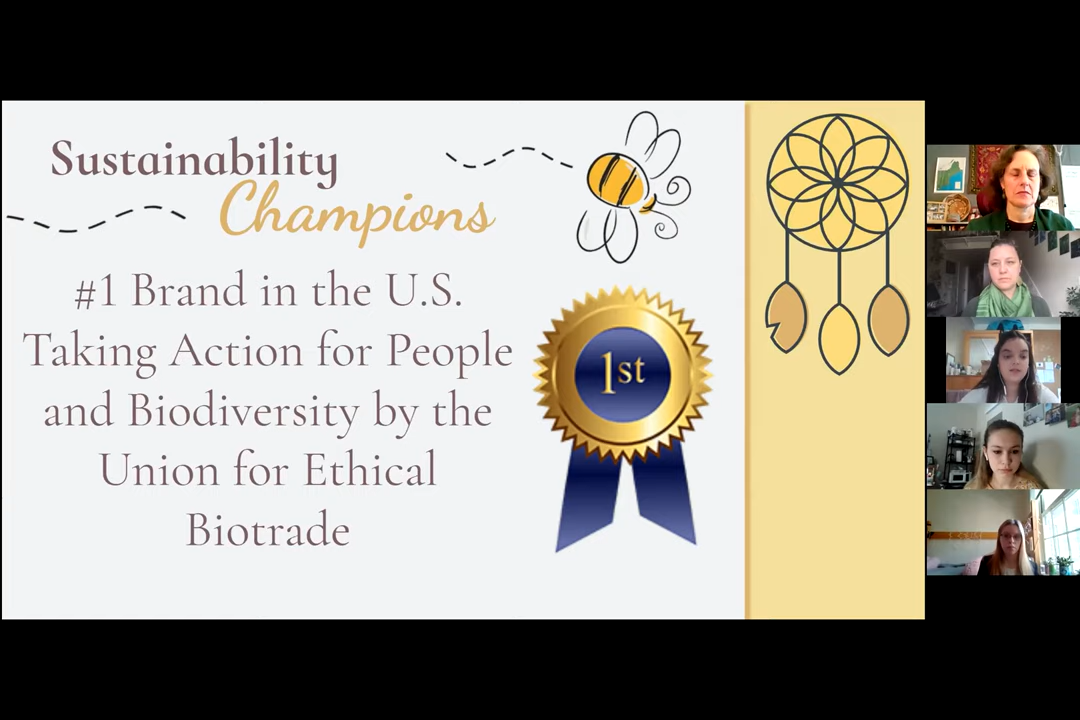 Sustainability
Champions
#1 Brand in the U.S.
Taking Action for People
and Biodiversity by the
Union for Ethical
Biotrade
1st